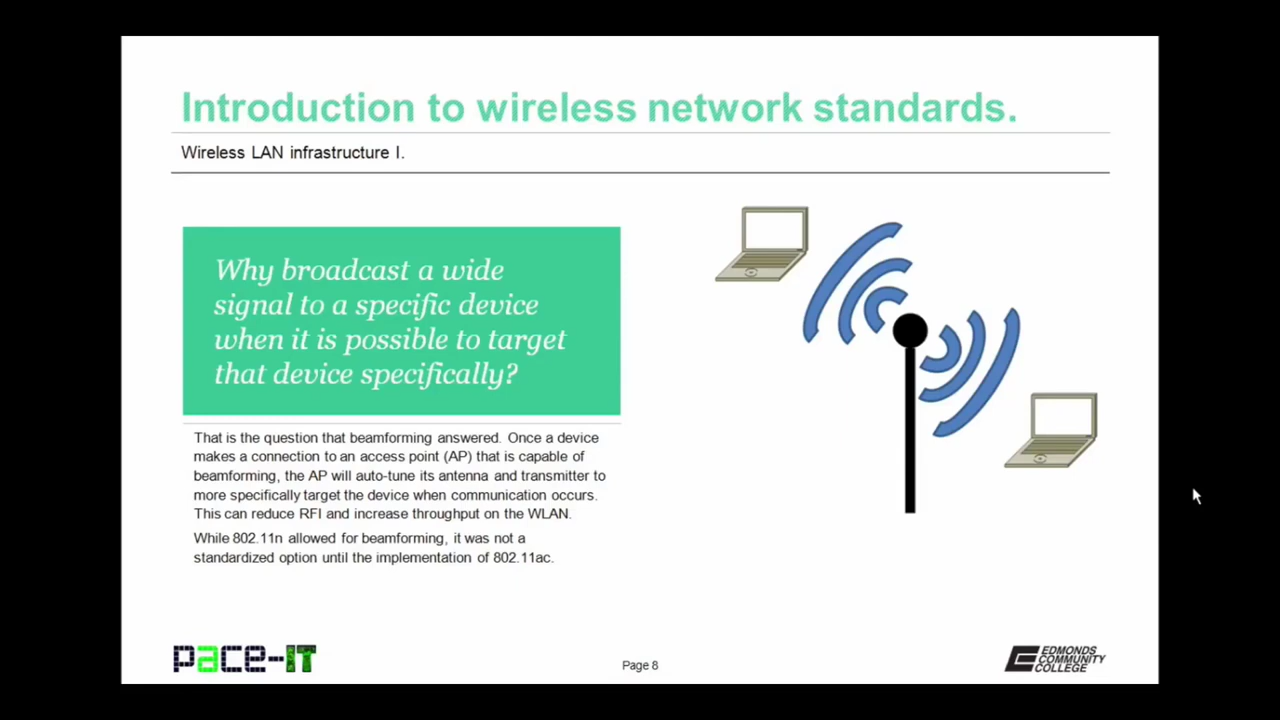 Introduction to wireless network standards.
Wireless LAN infrastructure I.
Why broadcast a wide
signal to a specific device
when it is possible to target
that device specifically?
That is the question that beamforming answered. Once a device
makes a connection to an access point (AP) that is capable of
beamforming, the AP will auto-tune its antenna and transmitter to
more specifically target the device when communication occurs.
This can reduce RFI and increase throughput on the WLAN.
While 802.11n allowed for beamforming, it was not a
standardized option until the implementation of 802.11ac.
pace-IT
Page 8
EDMONDS
COMMUNITY
COLLEGE